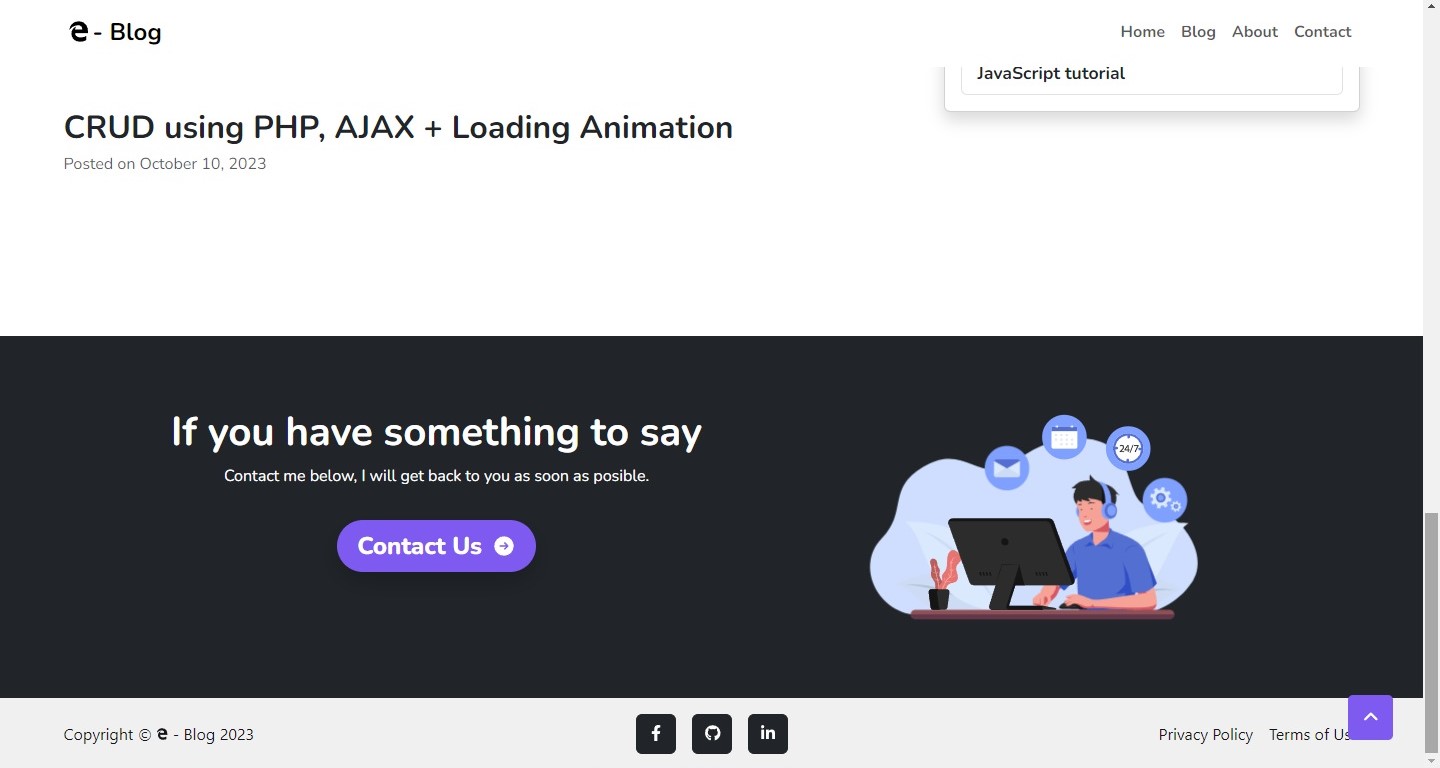 e - Blog
Home Blog About Contact
JavaScript tutorial
CRUD using PHP, AJAX + Loading Animation
Posted on October 10, 2023
If you have something to say
Contact me below, I will get back to you as soon as posible.
Contact Us
24/7
Copyright © e - Blog 2023
f
in
Privacy Policy Terms of Us